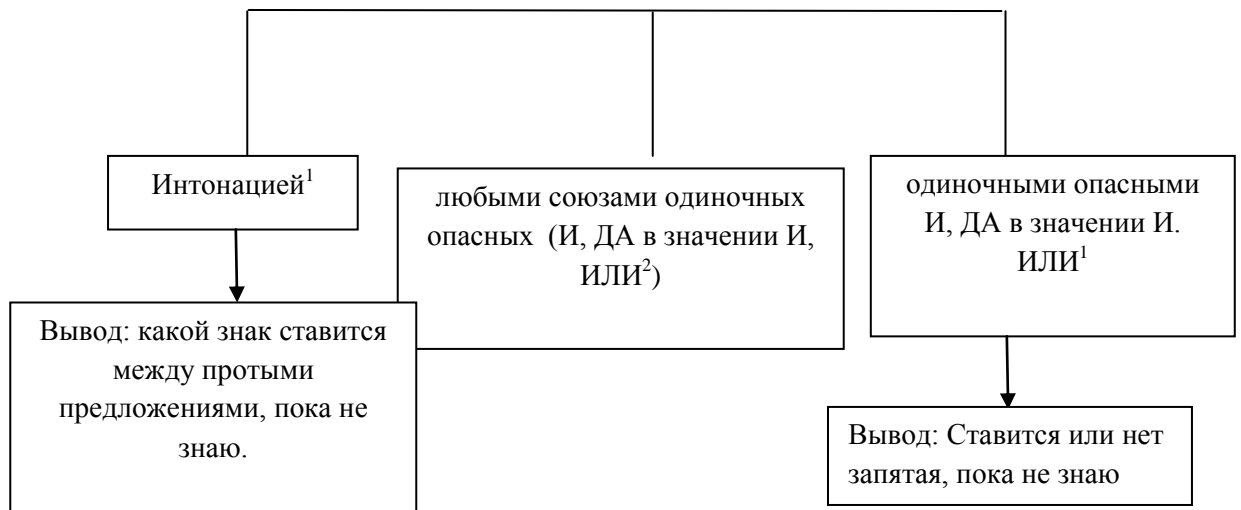 Интонацией¹
любыми союзами одиночных
опасных (И, ДА в значении И,
ИЛИ²)
одиночными опасными
И, ДА в значении И.
ИЛИ¹
Вывод: какой знак ставится
между протыми
предложениями, пока не
знаю.
Вывод: Ставится или нет
запятая, пока не знаю